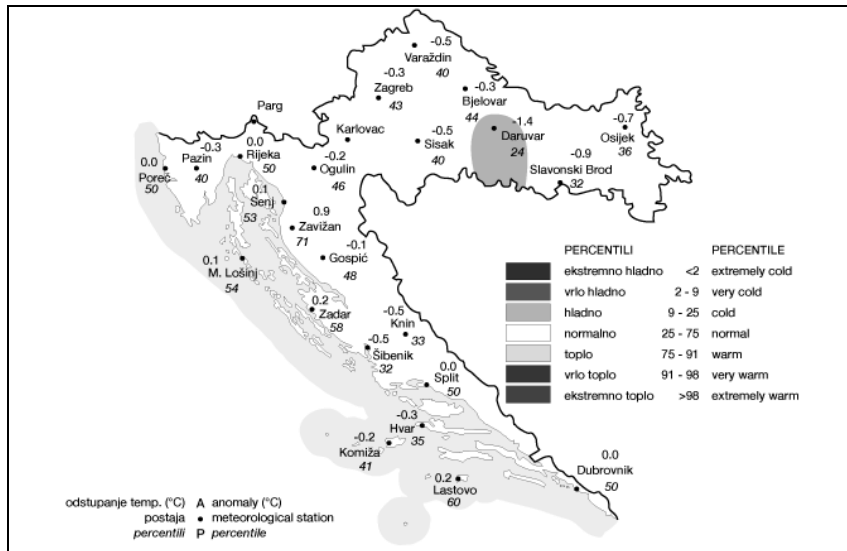 -0.5
Varaždin
40
-0.3
Zagreb
43
-0.3
Bjelovar
44
Parg
Karlovac
-0.5
Sisak
40
-1.4
Daruvar
24
-0.7
Osijek
36
-0.9
Slavonski Brod
32
0.0
Poreč
50
-0.3
Pazin
40
0.0
Rijeka
50
-0.2
Ogulin
46
0.1
Senj
53
0.9
Zavižan
71
-0.1
Gospić
48
0.1
M. Lošinj
54
0.2
Zadar
58
-0.5
Knin
33
-0.5
Šibenik
32
0.0
Split
50
-0.3
Hvar
35
-0.2
Komiža
41
0.2
Lastovo
60
0.0
Dubrovnik
50
PERCENTILI PERCENTILE
ekstremno hladno <2 extremely cold
vrlo hladno 2 - 9 very cold
hladno 9 - 25 cold
normalno 25 - 75 normal
toplo 75 - 91 warm
vrlo toplo 91 - 98 very warm
ekstremno toplo >98 extremely warm
odstupanje temp. (°C) A anomaly (°C)
postaja • meteorological station
percentili P percentile